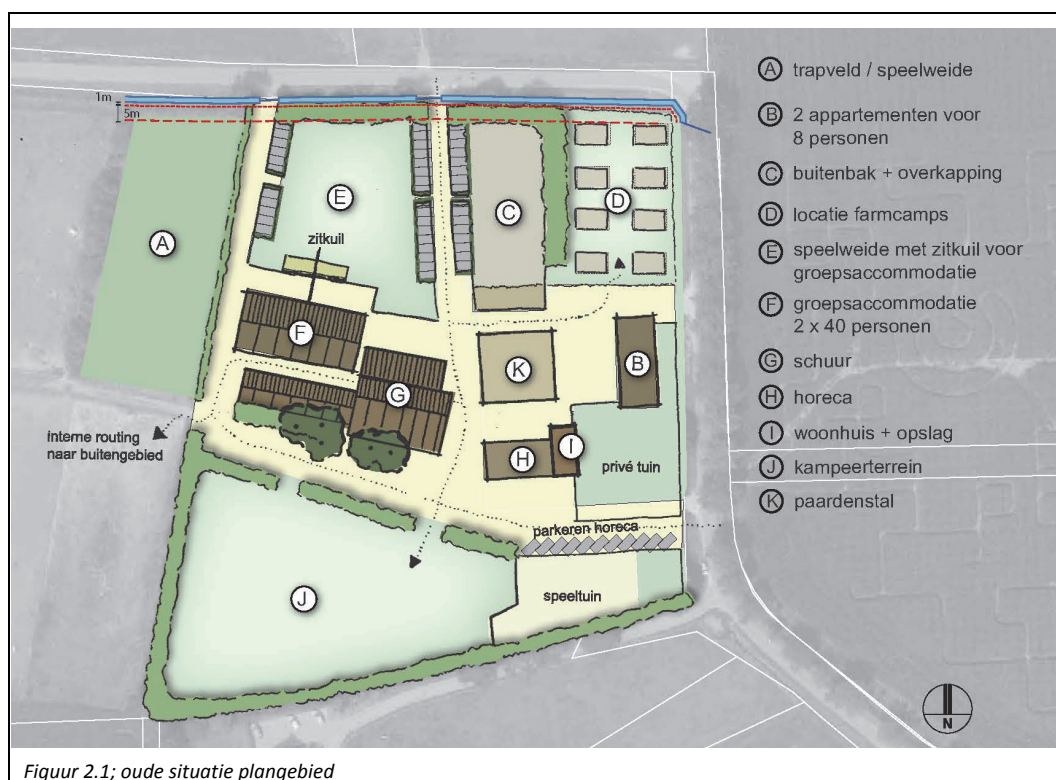 1m
5m
A
E
zitkuil
C
D
F
G
K
B
H
I
privé tuin
interne routing
naar buitengebied
parkeren horeca
J
speeltuin
A trapveld / speelweide
B 2 appartementen voor
8 personen
C buitenbak + overkapping
D locatie farmcamps
E speelweide met zitkuil voor
groepsaccommodatie
F groepsaccommodatie
2 x 40 personen
G schuur
H horeca
I woonhuis + opslag
J kampeerterrein
K paardenstal
N
Figuur 2.1; oude situatie plangebied